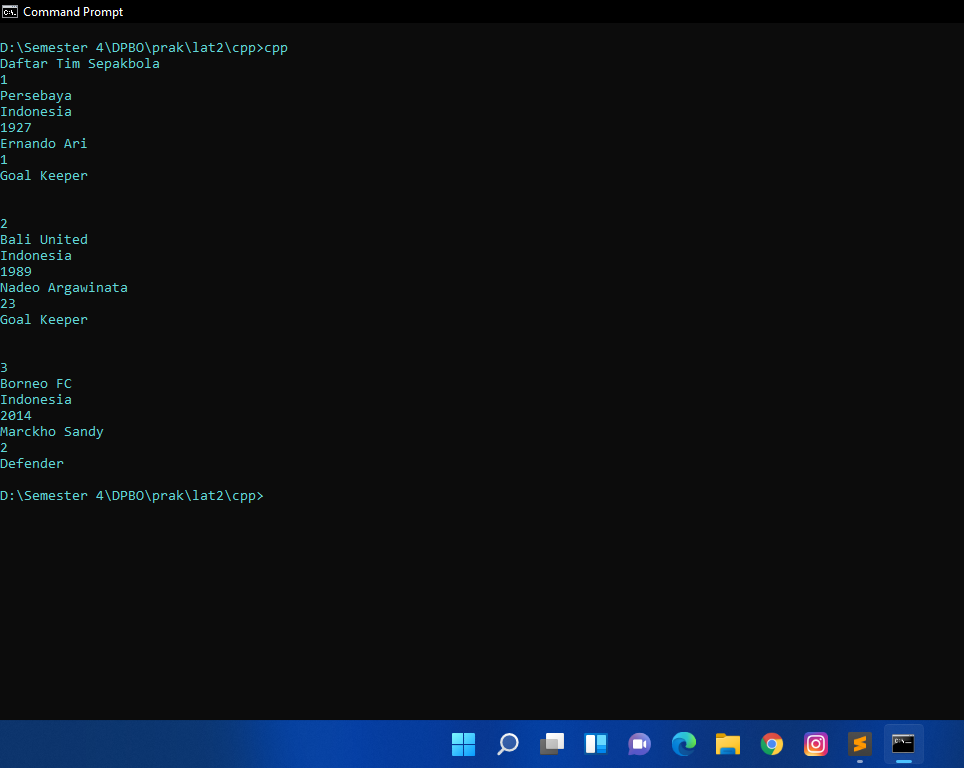 Command Prompt
D:\Semester 4\DPBO\prak\lat2\cpp>cpp
Daftar Tim Sepakbola
1
Persebaya
Indonesia
1927
Ernando Ari
1
Goal Keeper
2
Bali United
Indonesia
1989
Nadeo Argawinata
23
Goal Keeper
3
Borneo FC
Indonesia
2014
Marckho Sandy
2
Defender
D:\Semester 4\DPBO\prak\lat2\cpp>